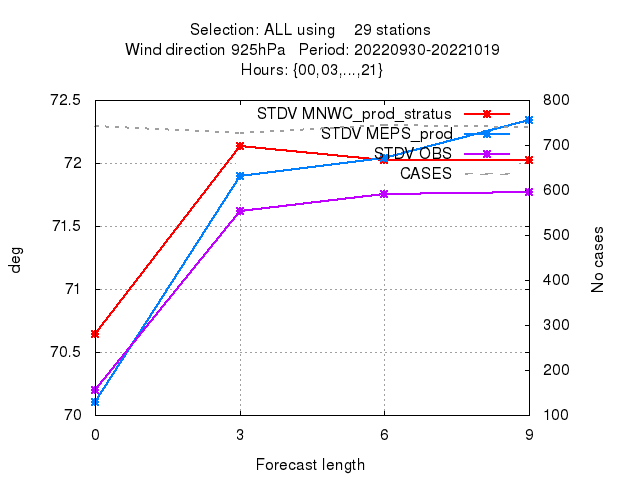 Selection: ALL using    29 stations
Wind direction 925hPa   Period: 20220930-20221019
Hours: {00,03,...,21}
72.5
72
71.5
71
70.5
70
800
700
600
500
400
300
200
100
STDV MNWC_prod_stratus
STDV MEPS_prod
STDV OBS
CASES
deg
No cases
0 3 6 9
Forecast length